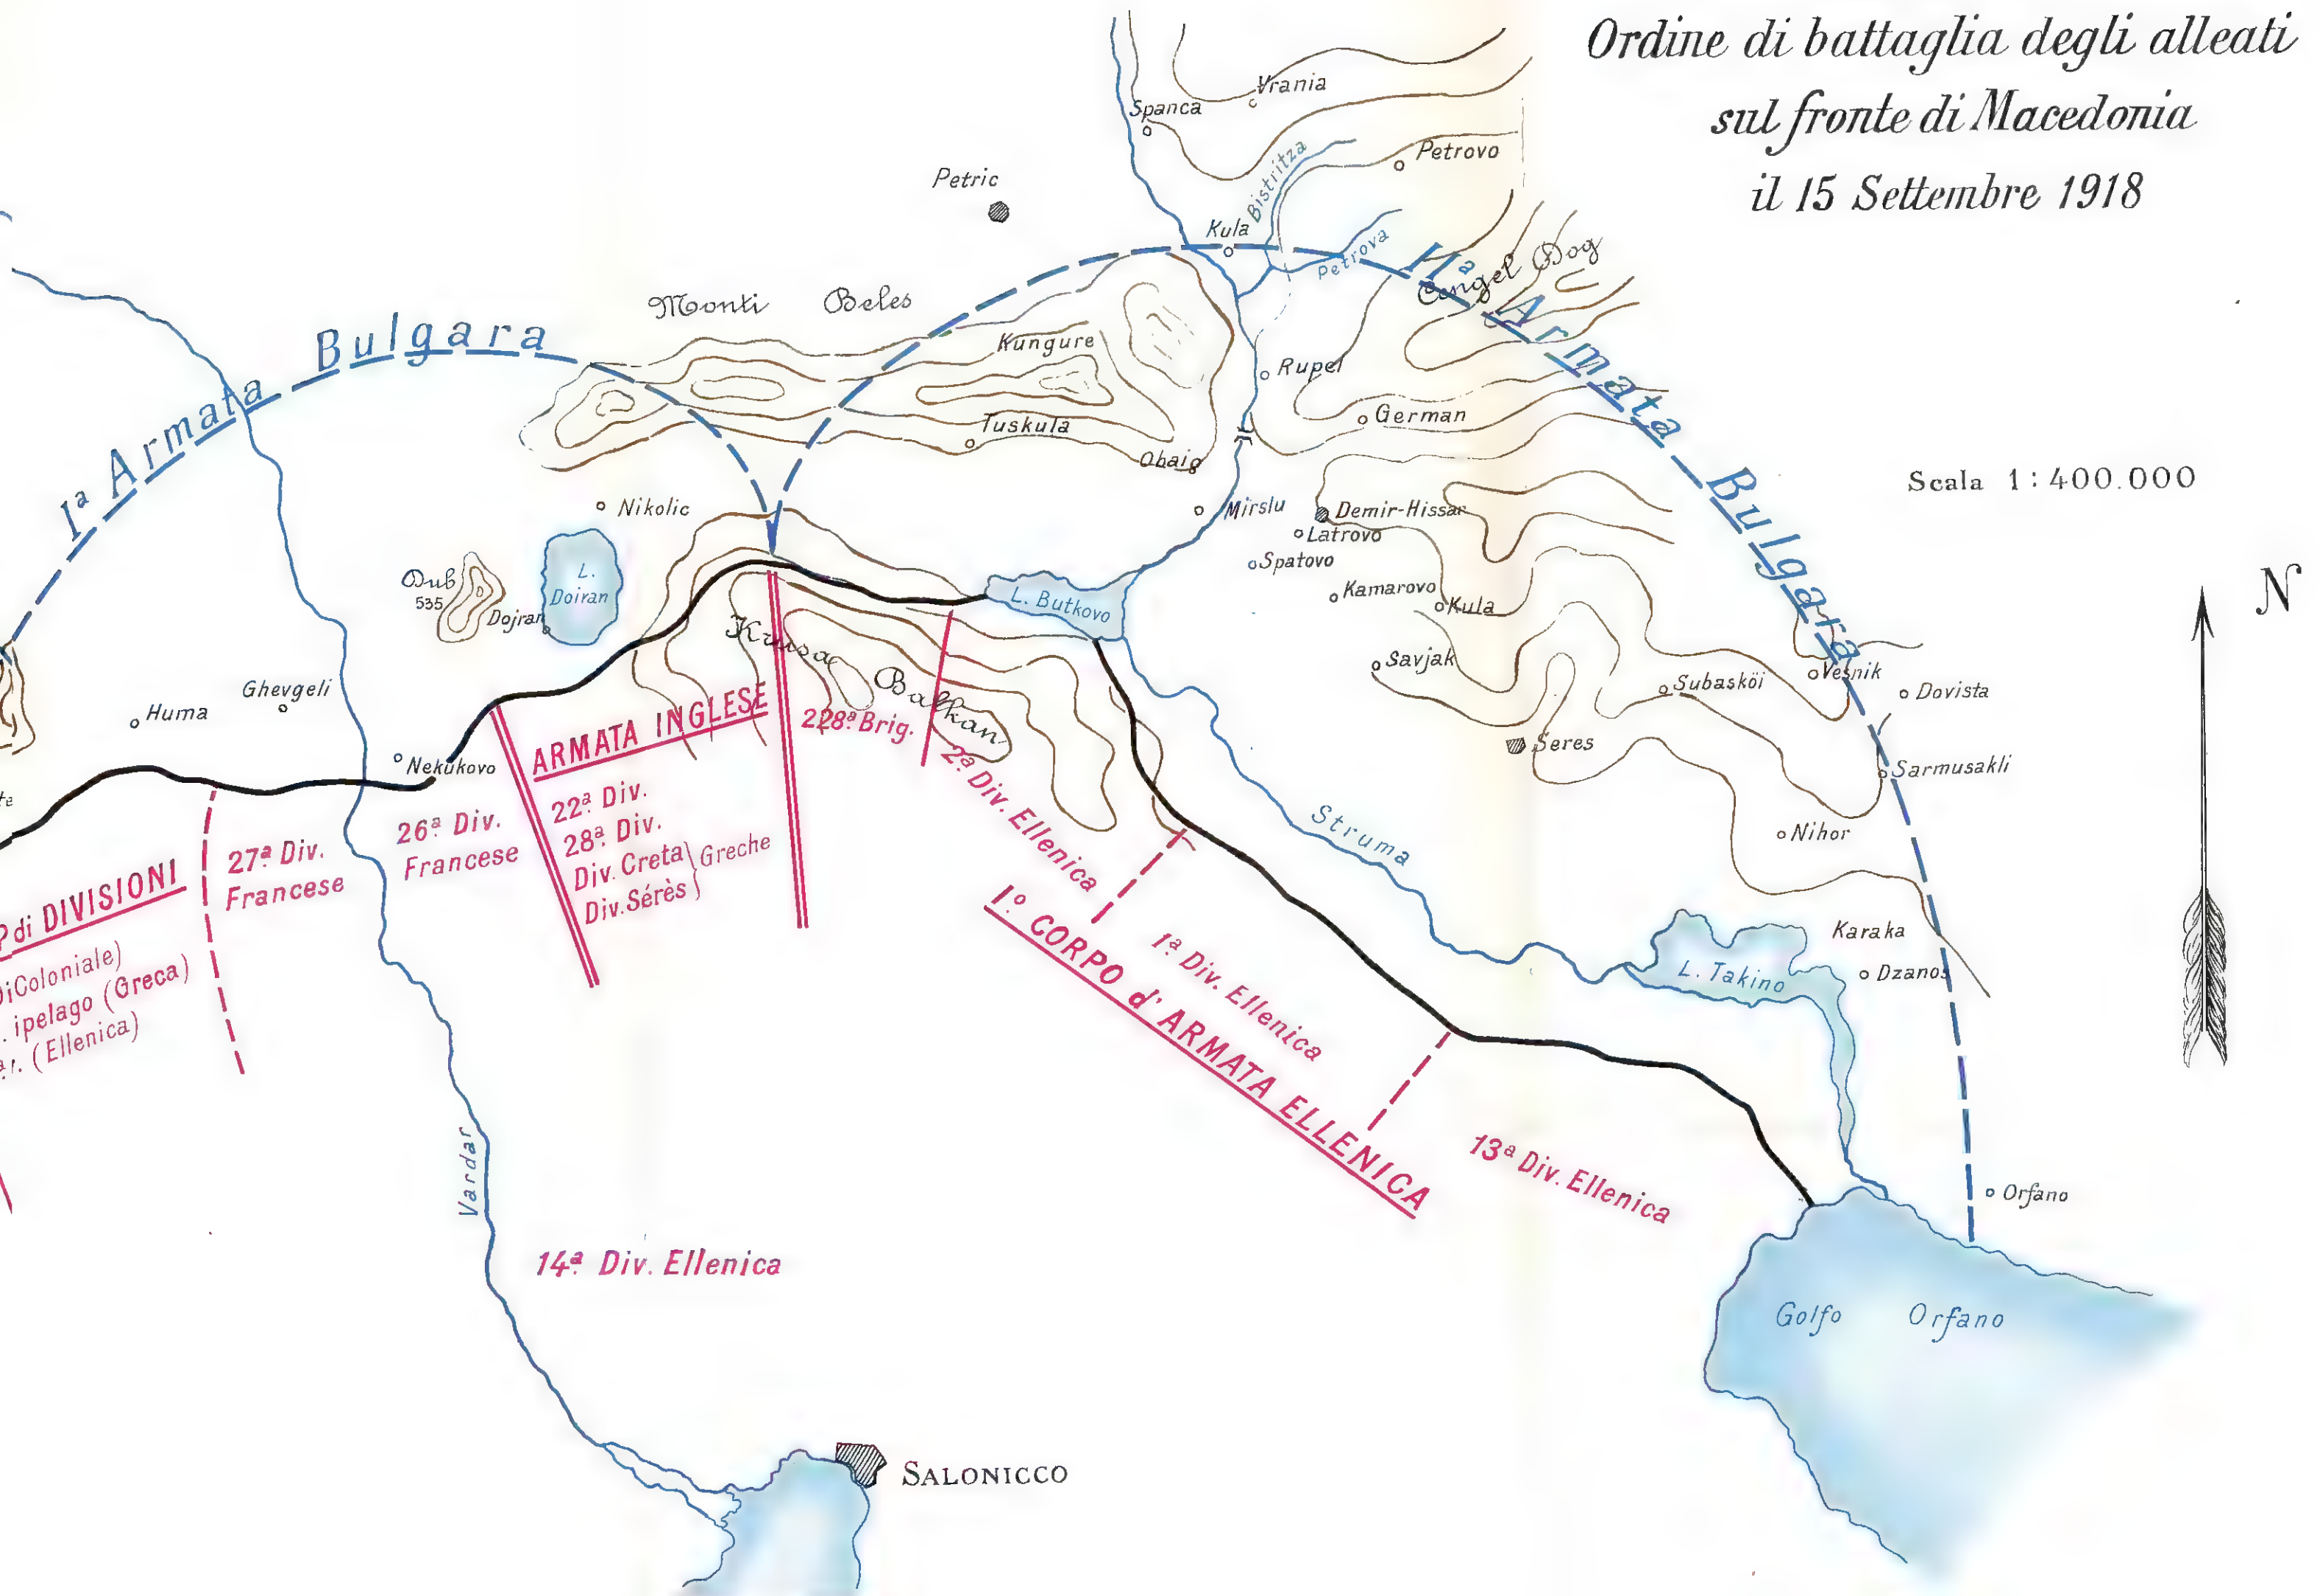 Ordine di battaglia degli alleati
sul fronte di Macedonia
il 15 Settembre 1918
Scala 1:400.000
N
Vrania
Spanca
Petrovo
Bistritza
Petric
Kula
Petrova
Cengel Dog
Monti Beles
Kungure
Rupel
German
Tuskula
Obaig
Iª Armata Bulgara
IIª Armata Bulgara
Nikolic
Mirslu
Demir-Hissar
Latrovo
Spatovo
Kamarovo
Kula
Dub
535
Dojran
L.
Doiran
L. Butkovo
Krusa Balkan
Savjak
Subasköi
Vesnik
Dovista
Seres
Sarmusakli
Nihor
Huma
Ghevgeli
Nekukovo
ARMATA INGLESE
22ª Div.
28ª Div.
Div. Creta
Div. Sérès
Greche
228ª Brig.
2ª Div. Ellenica
26ª Div.
Francese
27ª Div.
Francese
di DIVISIONI
Coloniale)
ipelago (Greca)
(Ellenica)
Struma
1º CORPO d'ARMATA ELLENICA
1ª Div. Ellenica
13ª Div. Ellenica
Karaka
Dzanos
L. Takino
Vardar
14ª Div. Ellenica
Orfano
Golfo Orfano
SALONICCO